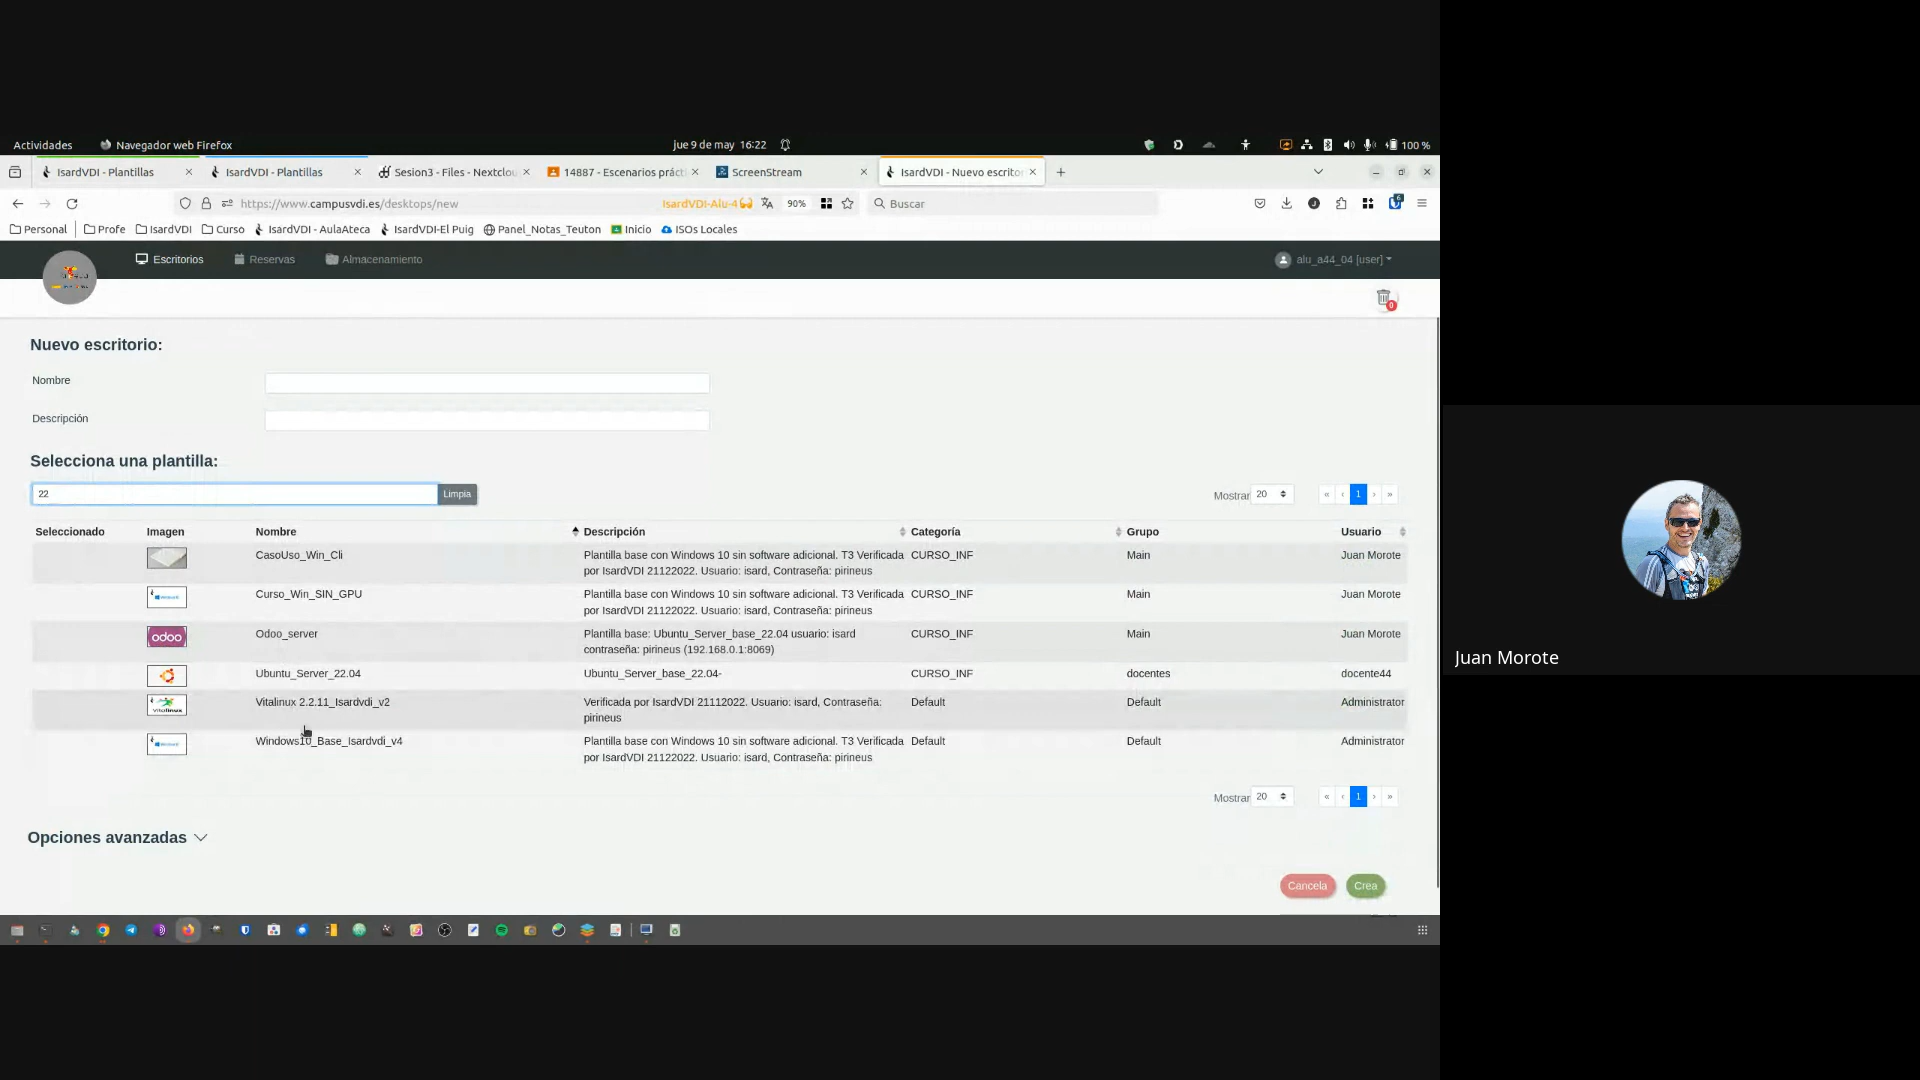 Actividades
Navegador web Firefox
jue 9 de may 16:22
100 %
IsardVDI - Plantillas
IsardVDI - Plantillas
Sesion3 - Files - Nextclou
14887 - Escenarios práct
ScreenStream
IsardVDI - Nuevo escrito
https://www.campusvdi.es/desktops/new
IsardVDI-Alu-4
90%
Buscar
Personal
Profe
IsardVDI
Curso
IsardVDI - AulaAteca
IsardVDI-El Puig
Panel_Notas_Teuton
Inicio
ISOs Locales
Escritorios
Reservas
Almacenamiento
alu_a44_04 [user]
0
Nuevo escritorio:
Nombre
Descripción
Selecciona una plantilla:
22
Limpia
Mostrar 20
« ‹ 1 › »
Seleccionado Imagen Nombre Descripción Categoría Grupo Usuario
CasoUso_Win_Cli Plantilla base con Windows 10 sin software adicional. T3 Verificada CURSO_INF Main Juan Morote
por IsardVDI 21122022. Usuario: isard, Contraseña: pirineus
Curso_Win_SIN_GPU Plantilla base con Windows 10 sin software adicional. T3 Verificada CURSO_INF Main Juan Morote
por IsardVDI 21122022. Usuario: isard, Contraseña: pirineus
odoo Odoo_server Plantilla base: Ubuntu_Server_base_22.04 usuario: isard CURSO_INF Main Juan Morote
contraseña: pirineus (192.168.0.1:8069)
Ubuntu_Server_22.04 Ubuntu_Server_base_22.04- CURSO_INF docentes docente44
Vitalinux 2.2.11_Isardvdi_v2 Verificada por IsardVDI 21112022. Usuario: isard, Contraseña: Default Default Administrator
pirineus
Windows10_Base_Isardvdi_v4 Plantilla base con Windows 10 sin software adicional. T3 Verificada Default Default Administrator
por IsardVDI 21122022. Usuario: isard, Contraseña: pirineus
Mostrar 20
« ‹ 1 › »
Opciones avanzadas
Cancela
Crea
Juan Morote